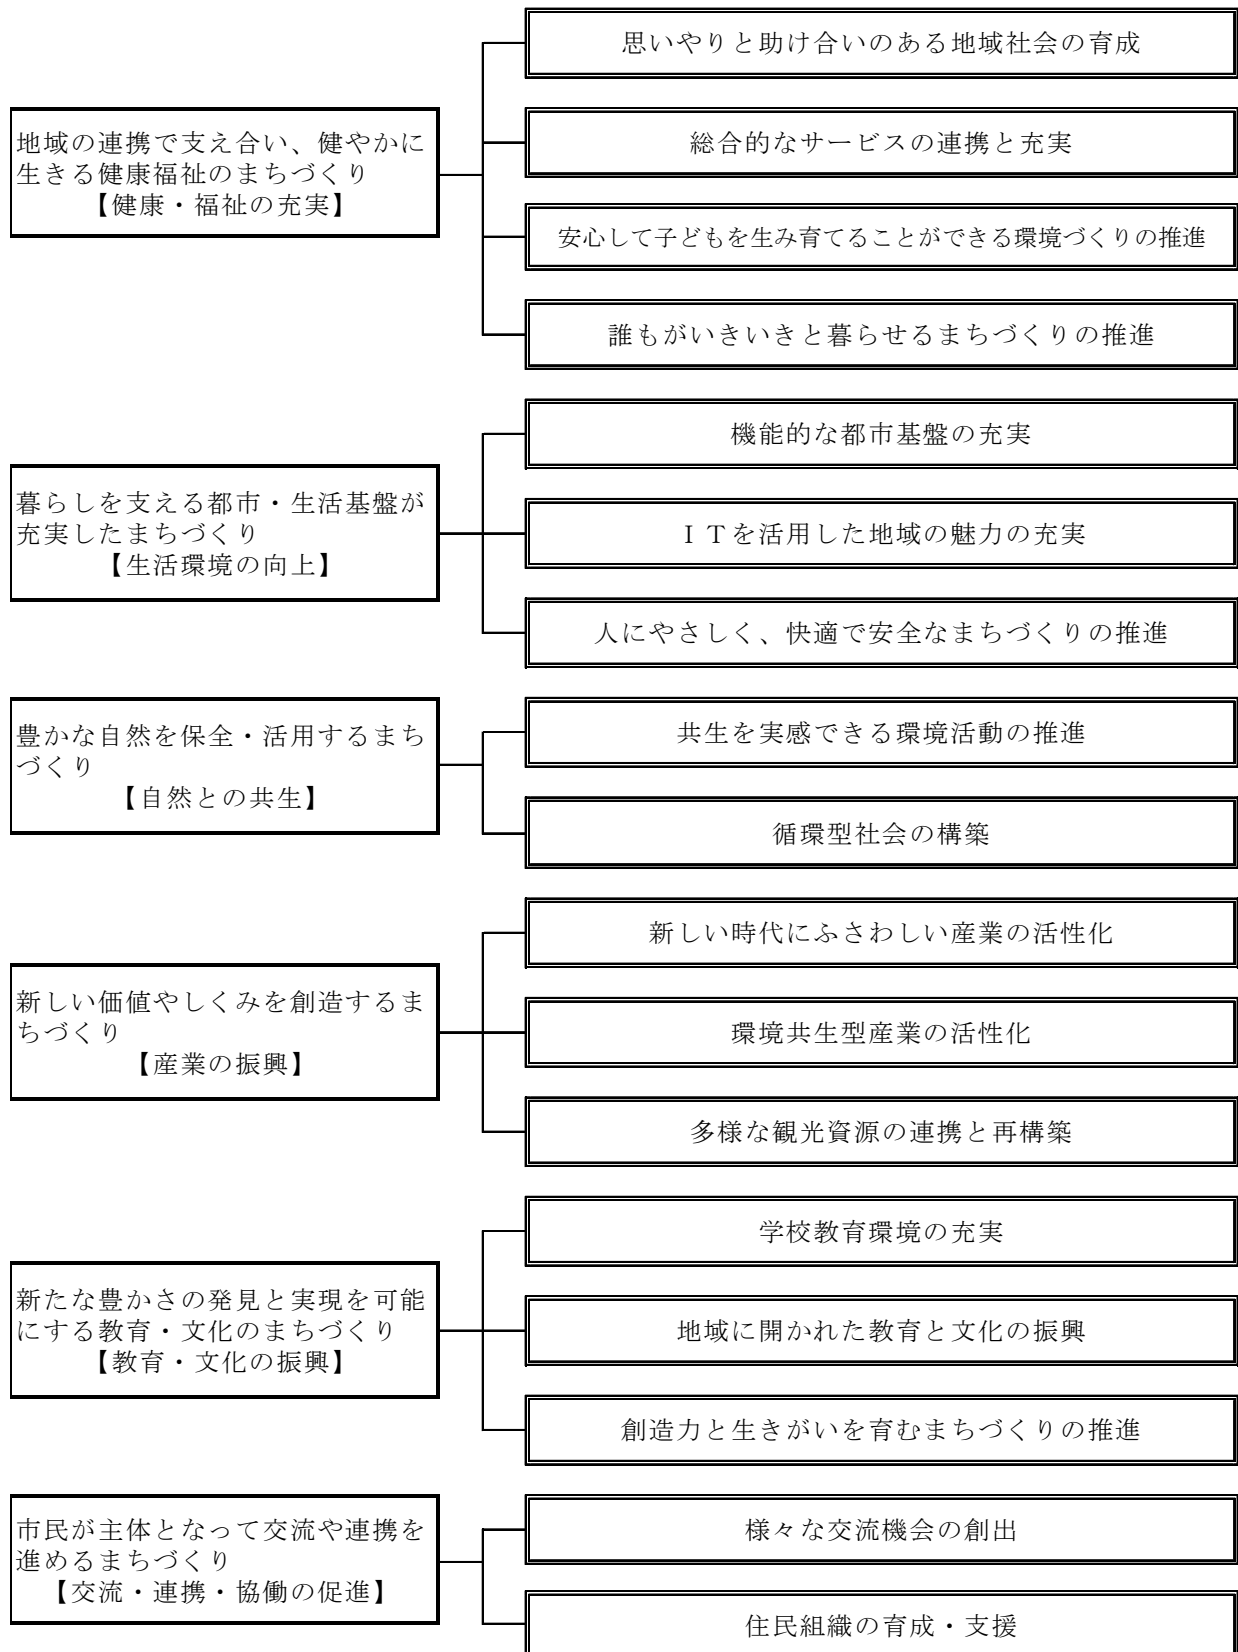 地域の連携で支え合い、健やかに
生きる健康福祉のまちづくり
【健康・福祉の充実】
思いやりと助け合いのある地域社会の育成
総合的なサービスの連携と充実
安心して子どもを生み育てることができる環境づくりの推進
誰もがいきいきと暮らせるまちづくりの推進
暮らしを支える都市・生活基盤が
充実したまちづくり
【生活環境の向上】
機能的な都市基盤の充実
ＩＴを活用した地域の魅力の充実
人にやさしく、快適で安全なまちづくりの推進
豊かな自然を保全・活用するまち
づくり
【自然との共生】
共生を実感できる環境活動の推進
循環型社会の構築
新しい価値やしくみを創造するま
ちづくり
【産業の振興】
新しい時代にふさわしい産業の活性化
環境共生型産業の活性化
多様な観光資源の連携と再構築
新たな豊かさの発見と実現を可能
にする教育・文化のまちづくり
【教育・文化の振興】
学校教育環境の充実
地域に開かれた教育と文化の振興
創造力と生きがいを育むまちづくりの推進
市民が主体となって交流や連携を
進めるまちづくり
【交流・連携・協働の促進】
様々な交流機会の創出
住民組織の育成・支援